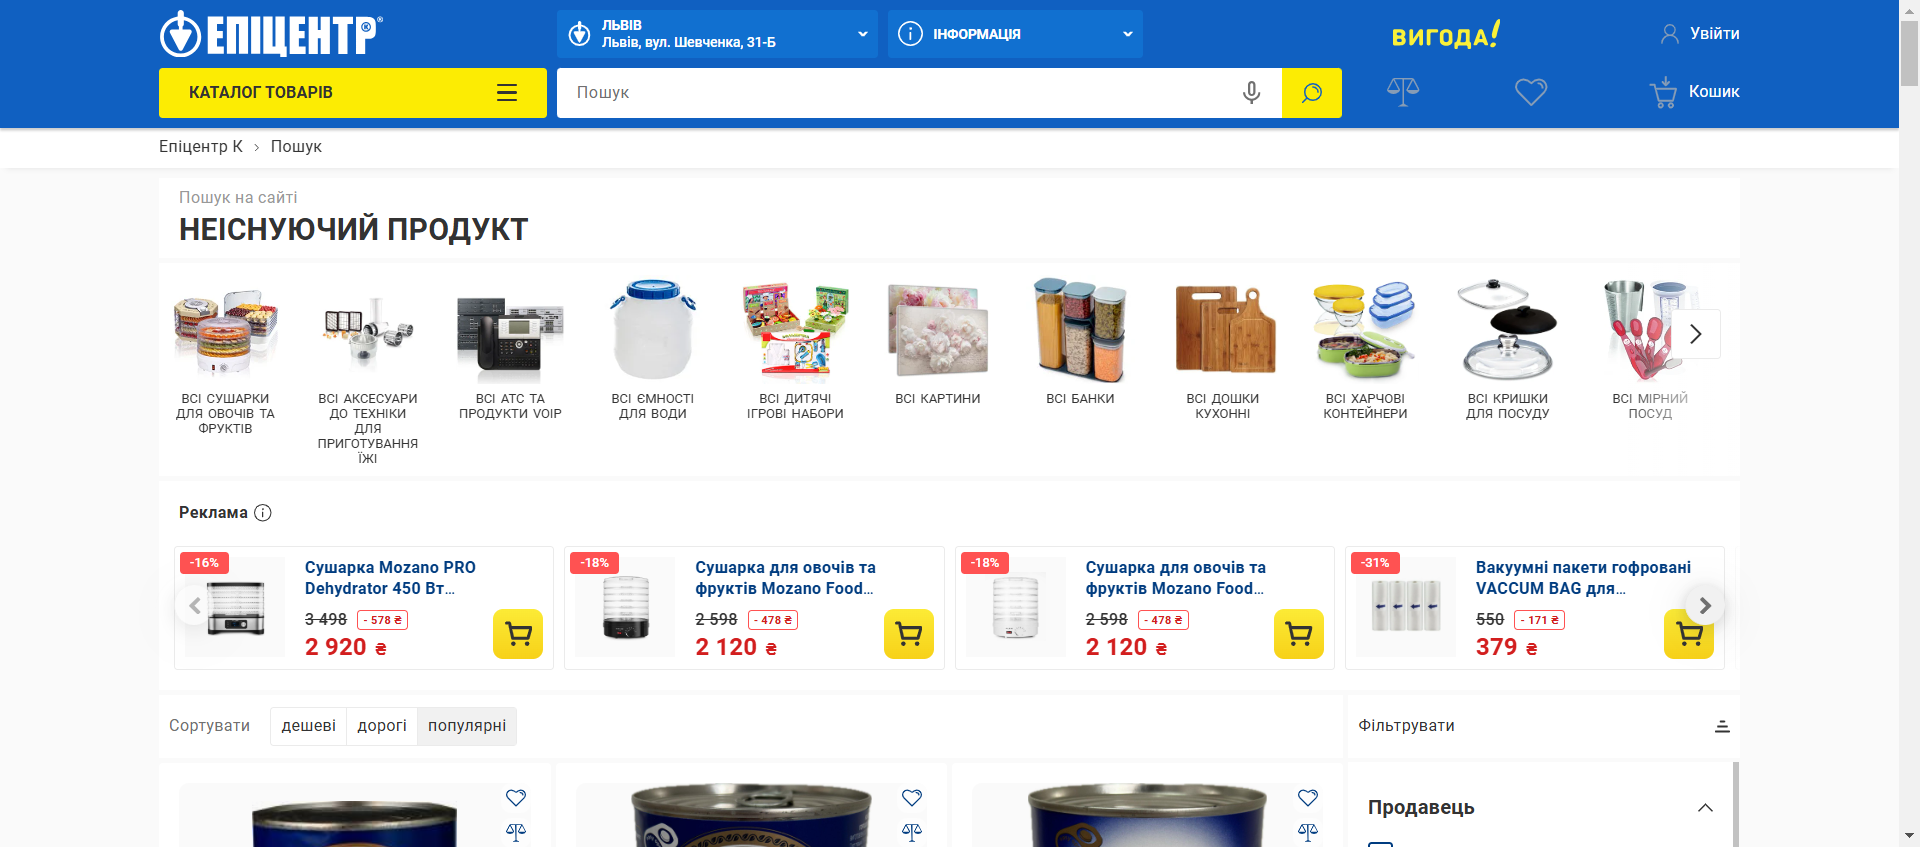 ЕПІЦЕНТР®
ЛЬВІВ
Львів, вул. Шевченка, 31-Б
ІНФОРМАЦІЯ
ВИГОДА!
Увійти
КАТАЛОГ ТОВАРІВ
Пошук
Кошик
Епіцентр К > Пошук
Пошук на сайті
НЕІСНУЮЧИЙ ПРОДУКТ
ВСІ СУШАРКИ
ДЛЯ ОВОЧІВ ТА
ФРУКТІВ
ВСІ АКСЕСУАРИ
ДО ТЕХНІКИ
ДЛЯ
ПРИГОТУВАННЯ
ЇЖІ
ВСІ АТС ТА
ПРОДУКТИ VOIP
ВСІ ЄМНОСТІ
ДЛЯ ВОДИ
ВСІ ДИТЯЧІ
ІГРОВІ НАБОРИ
ВСІ КАРТИНИ
ВСІ БАНКИ
ВСІ ДОШКИ
КУХОННІ
ВСІ ХАРЧОВІ
КОНТЕЙНЕРИ
ВСІ КРИШКИ
ДЛЯ ПОСУДУ
ВСІ МІРНИЙ
ПОСУД
Реклама
-16%
Сушарка Mozano PRO
Dehydrator 450 Вт...
3 498 - 578 ₴
2 920 ₴
-18%
Сушарка для овочів та
фруктів Mozano Food...
2 598 - 478 ₴
2 120 ₴
-18%
Сушарка для овочів та
фруктів Mozano Food...
2 598 - 478 ₴
2 120 ₴
-31%
Вакуумні пакети гофровані
VACCUM BAG для...
550 - 171 ₴
379 ₴
Сортувати дешеві дорогі популярні
Фільтрувати
Продавець